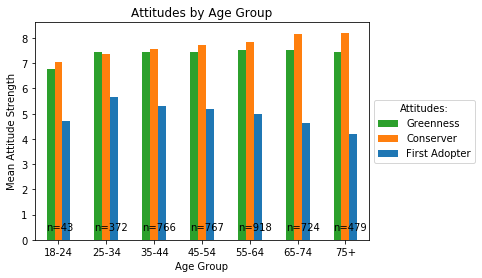 Attitudes by Age Group
Mean Attitude Strength
8
7
6
5
4
3
2
1
0
n=43 n=372 n=766 n=767 n=918 n=724 n=479
18-24 25-34 35-44 45-54 55-64 65-74 75+
Age Group
Attitudes:
Greenness
Conserver
First Adopter